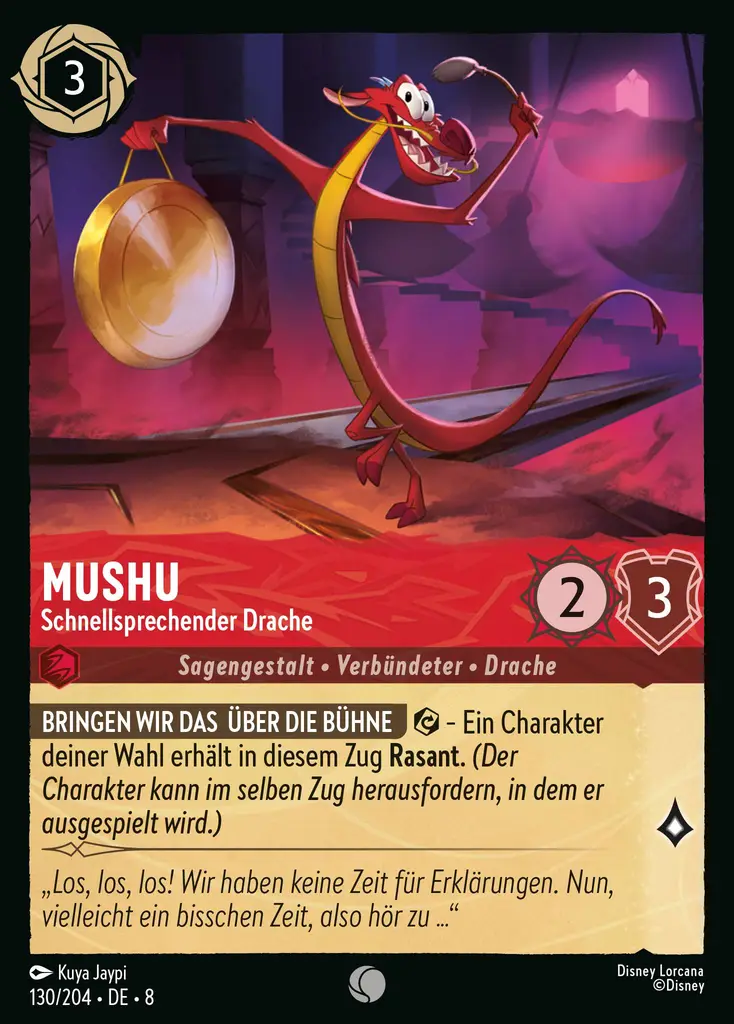 3
MUSHU
Schnellsprechender Drache
2
3
Sagengestalt • Verbündeter • Drache
BRINGEN WIR DAS ÜBER DIE BÜHNE - Ein Charakter
deiner Wahl erhält in diesem Zug Rasant. (Der
Charakter kann im selben Zug herausfordern, in dem er
ausgespielt wird.)
„Los, los, los! Wir haben keine Zeit für Erklärungen. Nun,
vielleicht ein bisschen Zeit, also hör zu ...“
Kuya Jaypi
130/204 • DE • 8
Disney Lorcana
©Disney